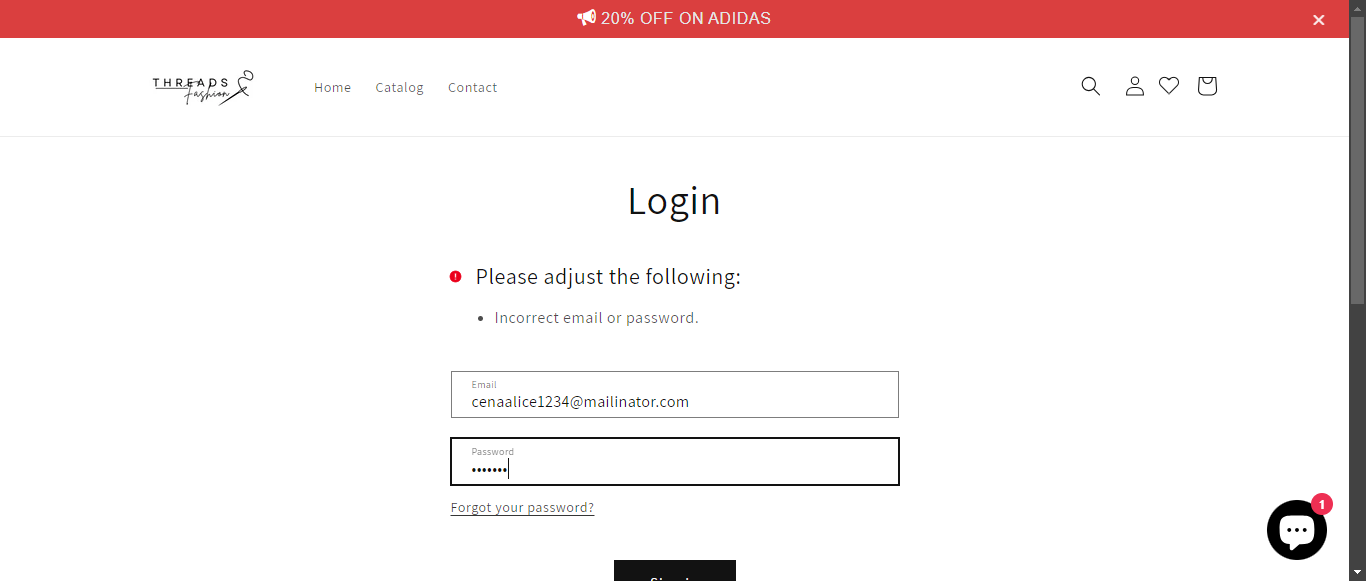 20% OFF ON ADIDAS
THREADS
Fashion
Home Catalog Contact
Login
Please adjust the following:
• Incorrect email or password.
Email
cenaalice1234@mailinator.com
Password
•••••••
Forgot your password?
1